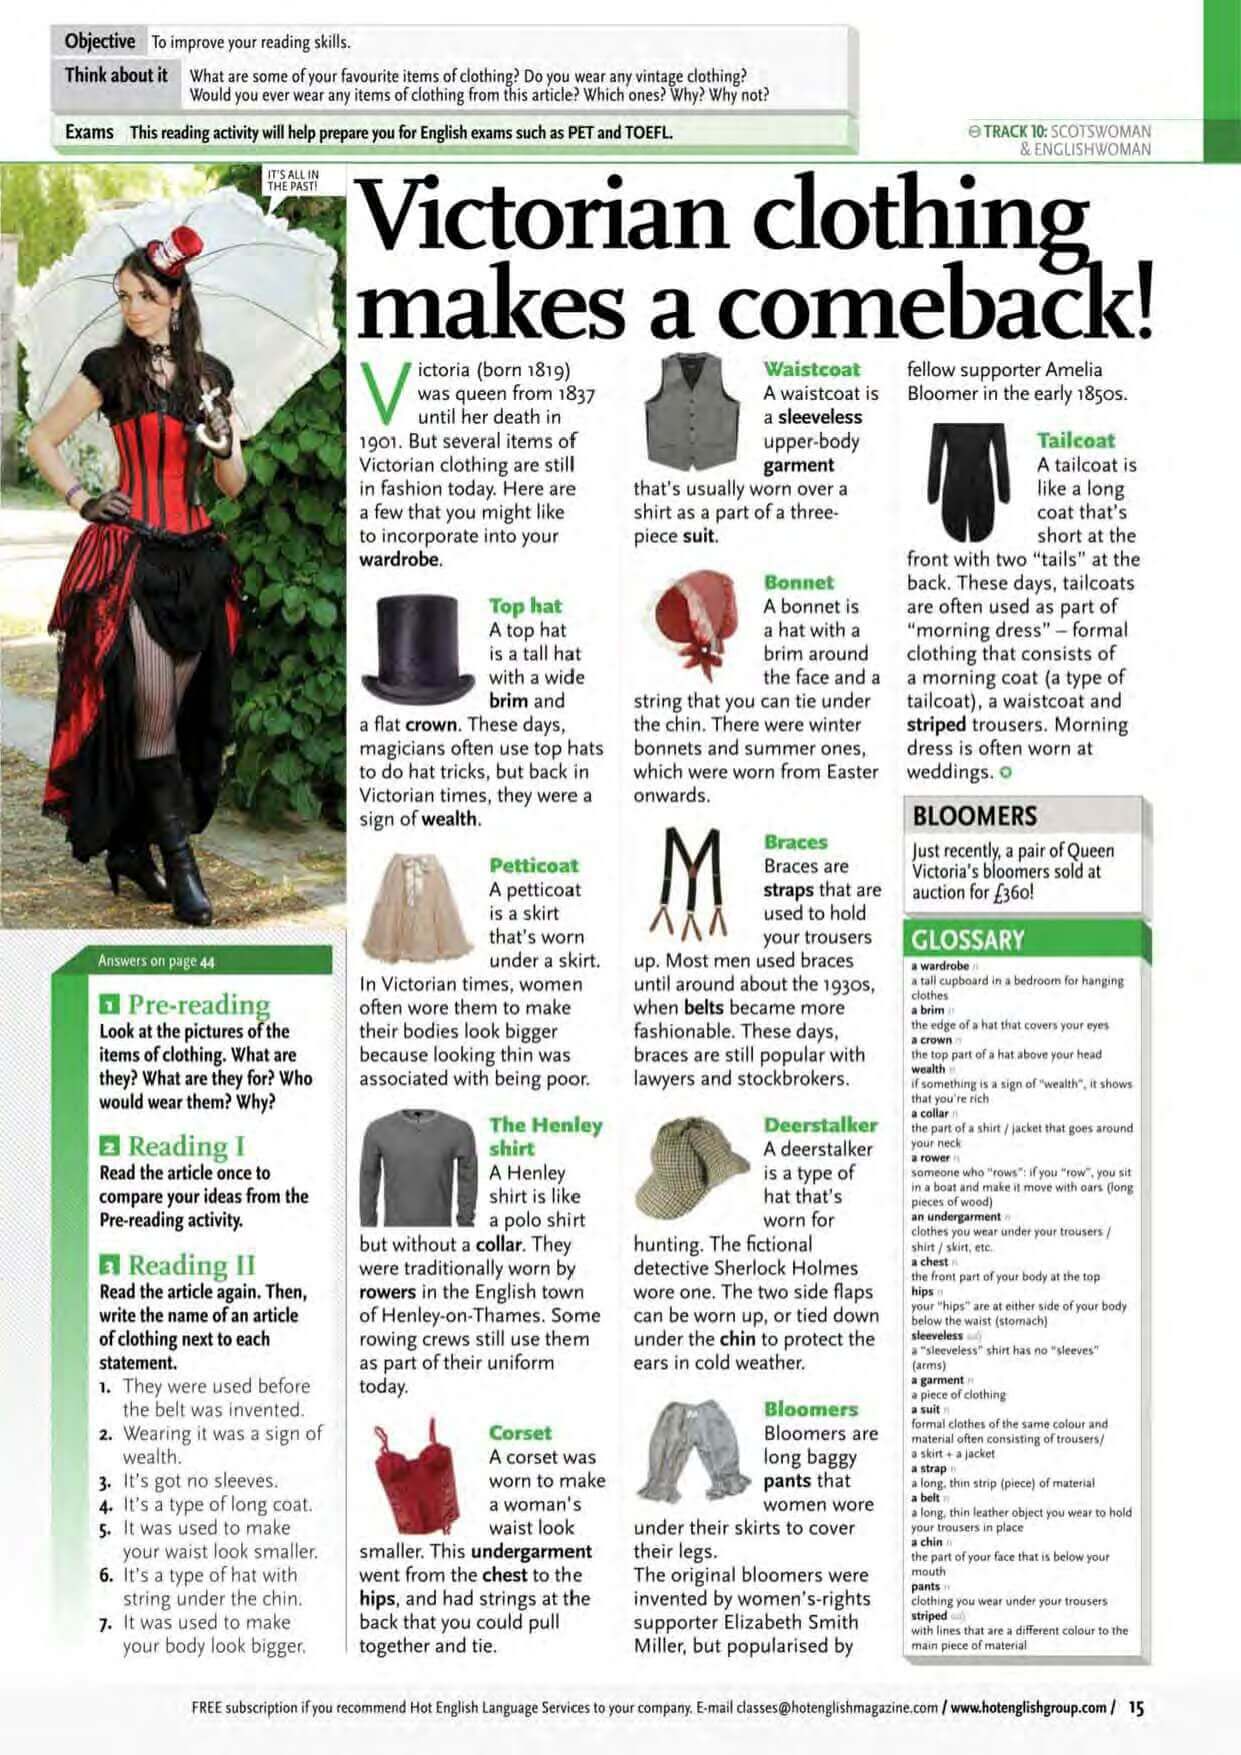 Objective To improve your reading skills.
Think about it What are some of your favourite items of clothing? Do you wear any vintage clothing?
Would you ever wear any items of clothing from this article? Which ones? Why? Why not?
Exams This reading activity will help prepare you for English exams such as PET and TOEFL.
TRACK 10: SCOTSWOMAN
& ENGLISHWOMAN
IT'S ALL IN
THE PAST!
Victorian clothing
makes a comeback!
Victoria (born 1819)
was queen from 1837
until her death in
1901. But several items of
Victorian clothing are still
in fashion today. Here are
a few that you might like
to incorporate into your
wardrobe.
Top hat
A top hat
is a tall hat
with a wide
brim and
a flat crown. These days,
magicians often use top hats
to do hat tricks, but back in
Victorian times, they were a
sign of wealth.
Petticoat
A petticoat
is a skirt
that's worn
under a skirt.
In Victorian times, women
often wore them to make
their bodies look bigger
because looking thin was
associated with being poor.
The Henley
shirt
A Henley
shirt is like
a polo shirt
but without a collar. They
were traditionally worn by
rowers in the English town
of Henley-on-Thames. Some
rowing crews still use them
as part of their uniform
today.
Corset
A corset was
worn to make
a woman's
waist look
smaller. This undergarment
went from the chest to the
hips, and had strings at the
back that you could pull
together and tie.
Waistcoat
A waistcoat is
a sleeveless
upper-body
garment
that's usually worn over a
shirt as a part of a three-
piece suit.
Bonnet
A bonnet is
a hat with a
brim around
the face and a
string that you can tie under
the chin. There were winter
bonnets and summer ones,
which were worn from Easter
onwards.
Braces
Braces are
straps that are
used to hold
your trousers
up. Most men used braces
until around about the 1930s,
when belts became more
fashionable. These days,
braces are still popular with
lawyers and stockbrokers.
Deerstalker
A deerstalker
is a type of
hat that's
worn for
hunting. The fictional
detective Sherlock Holmes
wore one. The two side flaps
can be worn up, or tied down
under the chin to protect the
ears in cold weather.
Bloomers
Bloomers are
long baggy
pants that
women wore
under their skirts to cover
their legs.
The original bloomers were
invented by women's-rights
supporter Elizabeth Smith
Miller, but popularised by
fellow supporter Amelia
Bloomer in the early 1850s.
Tailcoat
A tailcoat is
like a long
coat that's
short at the
front with two "tails" at the
back. These days, tailcoats
are often used as part of
"morning dress" – formal
clothing that consists of
a morning coat (a type of
tailcoat), a waistcoat and
striped trousers. Morning
dress is often worn at
weddings.
BLOOMERS
Just recently, a pair of Queen
Victoria's bloomers sold at
auction for £360!
GLOSSARY
a wardrobe n
a tall cupboard in a bedroom for hanging
clothes
a brim n
the edge of a hat that covers your eyes
a crown n
the top part of a hat above your head
wealth n
if something is a sign of "wealth", it shows
that you're rich
a collar n
the part of a shirt / jacket that goes around
your neck
a rower n
someone who "rows": if you "row", you sit
in a boat and make it move with oars (long
pieces of wood)
an undergarment n
clothes you wear under your trousers /
shirt / skirt, etc.
a chest n
the front part of your body at the top
hips n
your "hips" are at either side of your body
below the waist (stomach)
sleeveless adj
a "sleeveless" shirt has no "sleeves"
(arms)
a garment n
a piece of clothing
a suit n
formal clothes of the same colour and
material often consisting of trousers/
a skirt + a jacket
a strap n
a long, thin strip (piece) of material
a belt n
a long, thin leather object you wear to hold
your trousers in place
a chin n
the part of your face that is below your
mouth
pants n
clothing you wear under your trousers
striped adj
with lines that are a different colour to the
main piece of material
Answers on page 44
1 Pre-reading
Look at the pictures of the
items of clothing. What are
they? What are they for? Who
would wear them? Why?
2 Reading I
Read the article once to
compare your ideas from the
Pre-reading activity.
3 Reading II
Read the article again. Then,
write the name of an article
of clothing next to each
statement.
1. They were used before
the belt was invented.
2. Wearing it was a sign of
wealth.
3. It's got no sleeves.
4. It's a type of long coat.
5. It was used to make
your waist look smaller.
6. It's a type of hat with
string under the chin.
7. It was used to make
your body look bigger.
FREE subscription if you recommend Hot English Language Services to your company. E-mail classes@hotenglishmagazine.com / www.hotenglishgroup.com / 15